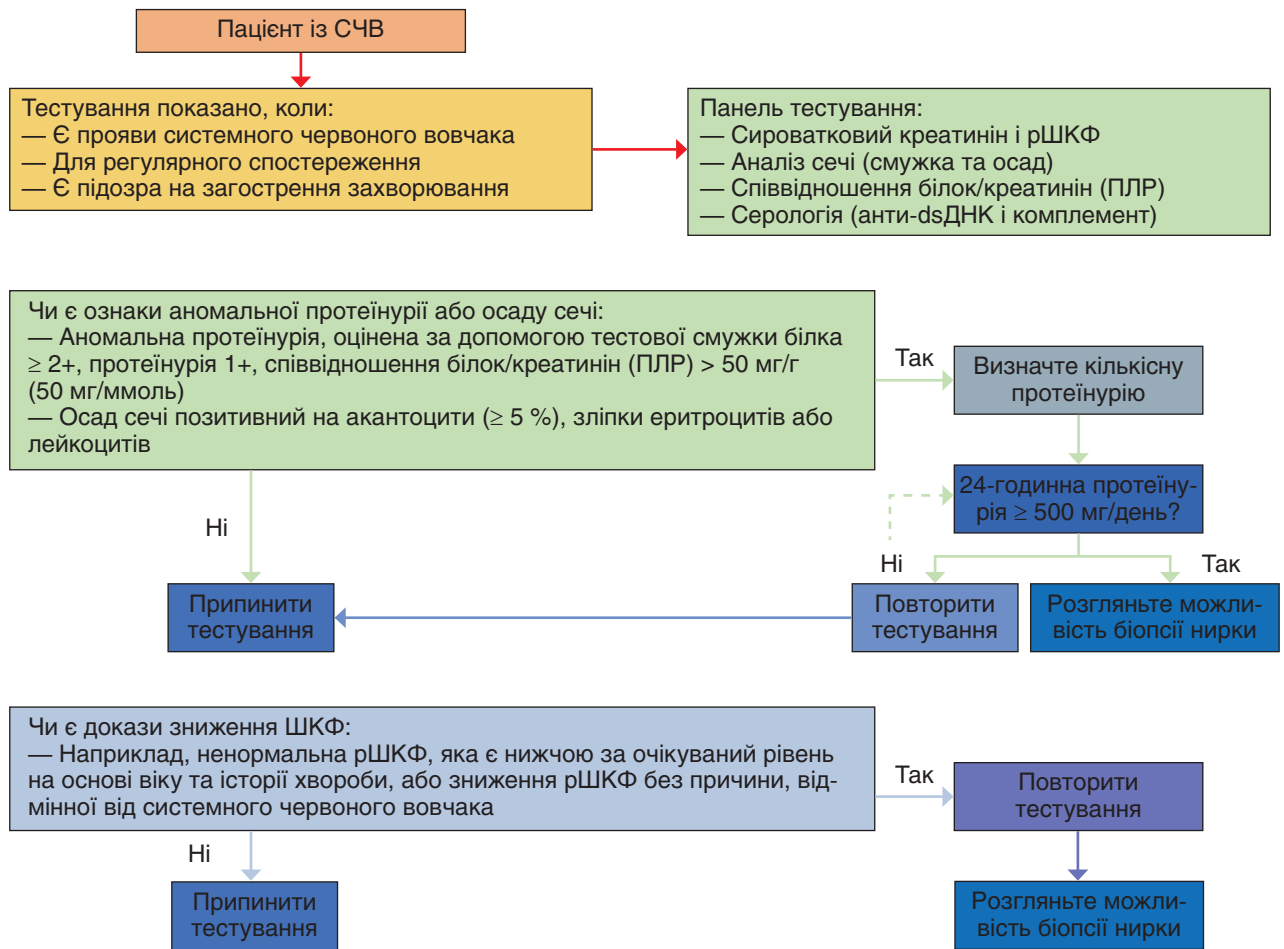 Пацієнт із СЧВ
Тестування показано, коли:
— Є прояви системного червоного вовчака
— Для регулярного спостереження
— Є підозра на загострення захворювання
Панель тестування:
— Сироватковий креатинін і рШКФ
— Аналіз сечі (смужка та осад)
— Співвідношення білок/креатинін (ПЛР)
— Серологія (анти-dsДНК і комплемент)
Чи є ознаки аномальної протеїнурії або осаду сечі:
— Аномальна протеїнурія, оцінена за допомогою тестової смужки білка
≥ 2+, протеїнурія 1+, співвідношення білок/креатинін (ПЛР) > 50 мг/г
(50 мг/ммоль)
— Осад сечі позитивний на акантоцити (≥ 5 %), зліпки еритроцитів або
лейкоцитів
Так
Визначте кількісну
протеїнурію
24-годинна протеїну-
рія ≥ 500 мг/день?
Ні
Ні
Так
Припинити
тестування
Повторити
тестування
Розгляньте можли-
вість біопсії нирки
Чи є докази зниження ШКФ:
— Наприклад, ненормальна рШКФ, яка є нижчою за очікуваний рівень
на основі віку та історії хвороби, або зниження рШКФ без причини, від-
мінної від системного червоного вовчака
Так
Повторити
тестування
Ні
Припинити
тестування
Розгляньте можли-
вість біопсії нирки